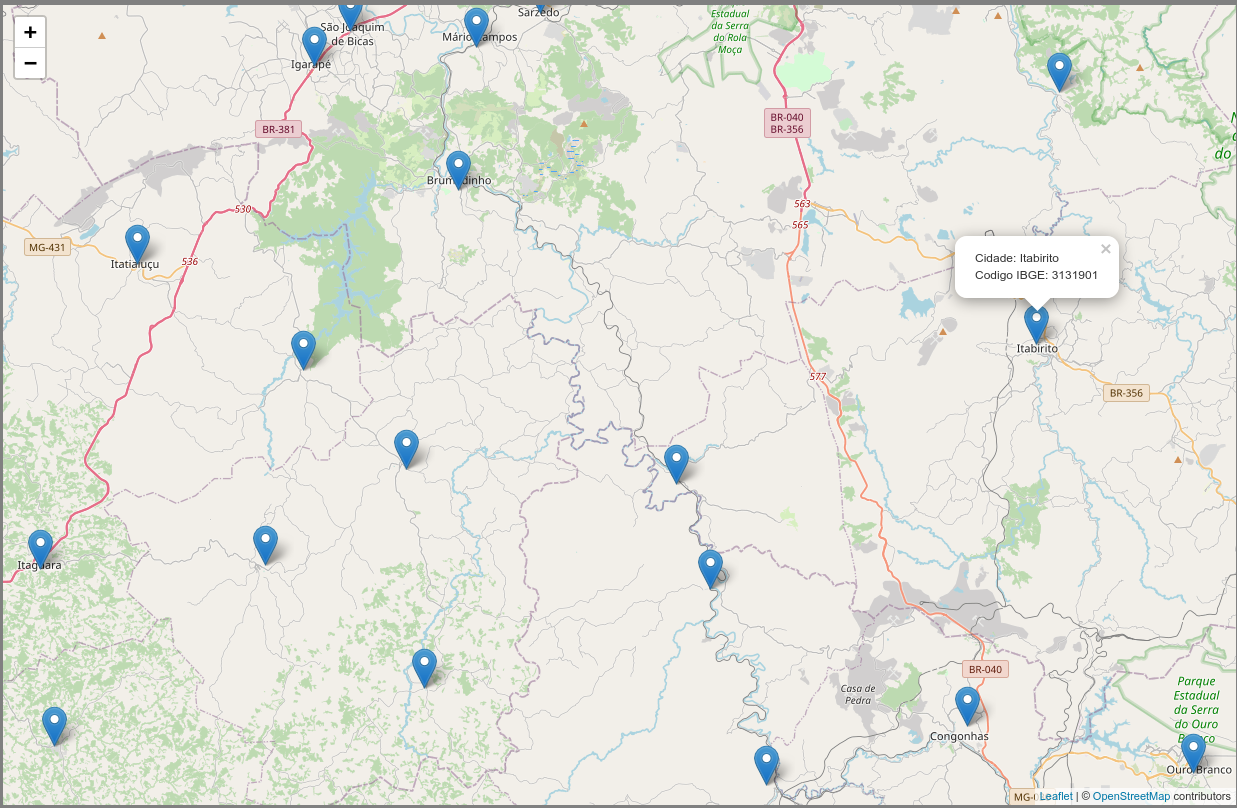 +
−
São Joaquim
de Bicas
Igarapé
Mário Campos
Sarzedo
Estadual
da Serra
do Rola
Moça
BR-381
BR-040
BR-356
do
Brumadinho
530
563
565
MG-431
Itatiaiuçu
536
Cidade: Itabirito
Codigo IBGE: 3131901
×
Itabirito
577
BR-356
Itaguara
BR-040
Casa de
Pedra
Congonhas
Parque
Estadual
da Serra
do Ouro
Branco
Ouro Branco
Leaflet | © OpenStreetMap contributors